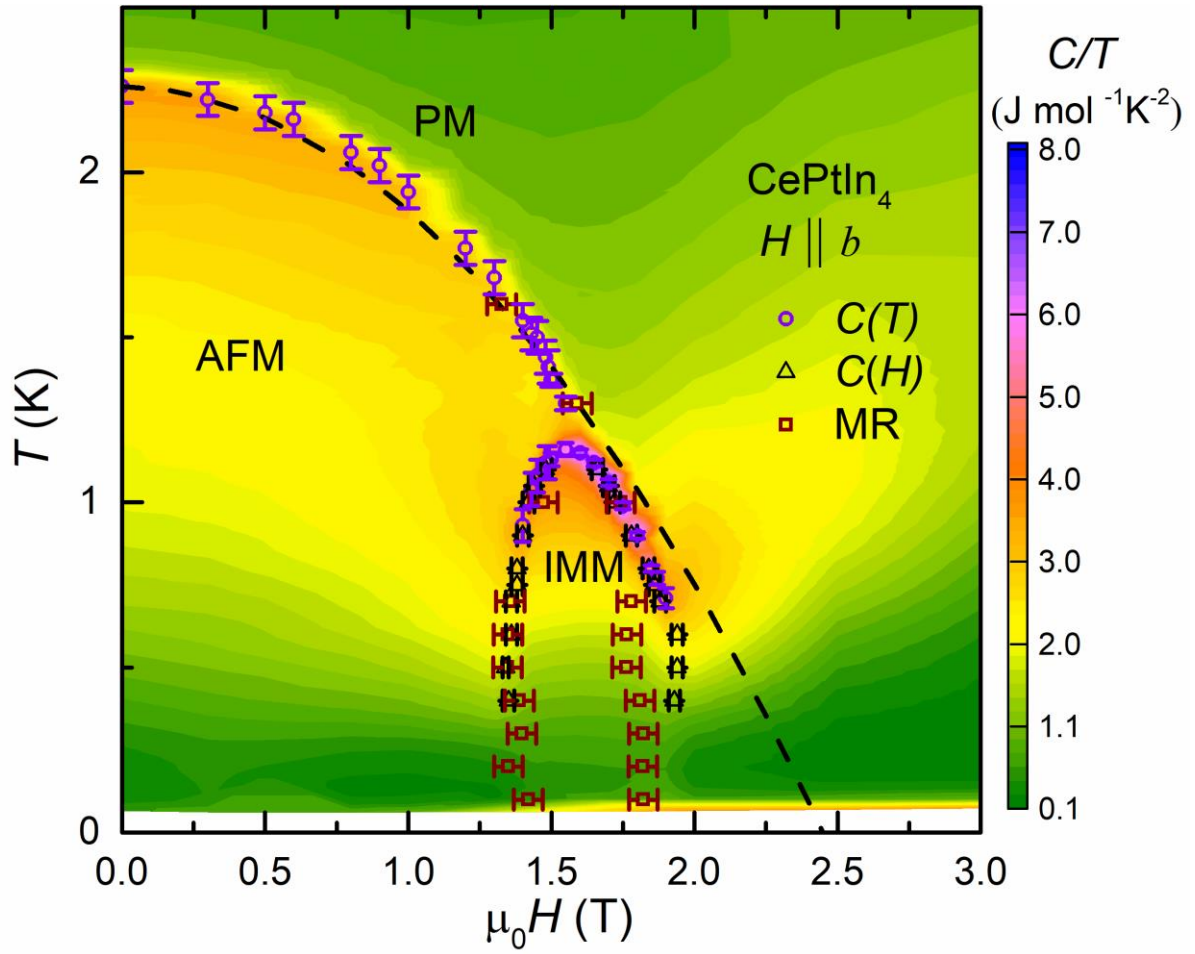 C/T
(J mol ⁻¹K⁻²)
PM
CePtIn₄
H || b
C(T)
C(H)
MR
AFM
IMM
T (K)
2
1
0
0.0 0.5 1.0 1.5 2.0 2.5 3.0
μ₀H (T)
8.0
7.0
6.0
5.0
4.0
3.0
2.0
1.1
0.1